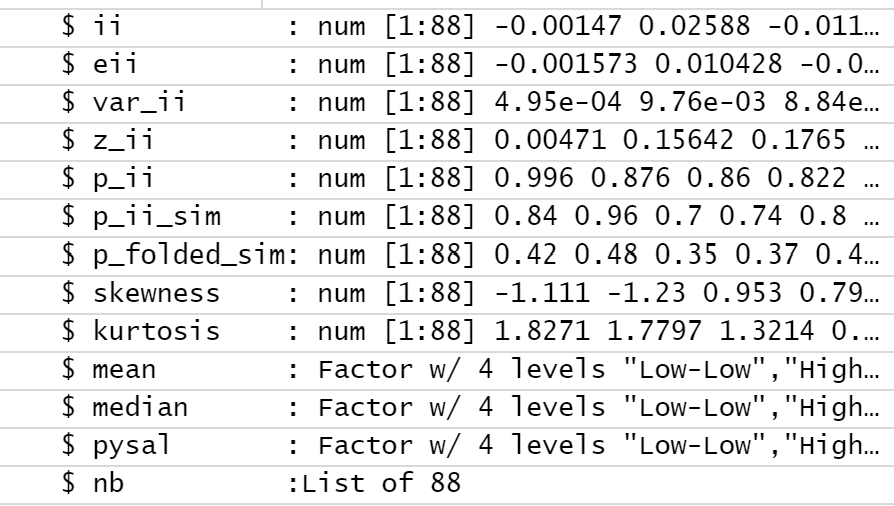 $ ii : num [1:88] -0.00147 0.02588 -0.011…
$ eii : num [1:88] -0.001573 0.010428 -0.0…
$ var_ii : num [1:88] 4.95e-04 9.76e-03 8.84e…
$ z_ii : num [1:88] 0.00471 0.15642 0.1765 …
$ p_ii : num [1:88] 0.996 0.876 0.86 0.822 …
$ p_ii_sim : num [1:88] 0.84 0.96 0.7 0.74 0.8 …
$ p_folded_sim: num [1:88] 0.42 0.48 0.35 0.37 0.4…
$ skewness : num [1:88] -1.111 -1.23 0.953 0.79…
$ kurtosis : num [1:88] 1.8271 1.7797 1.3214 0.…
$ mean : Factor w/ 4 levels "Low-Low","High…
$ median : Factor w/ 4 levels "Low-Low","High…
$ pysal : Factor w/ 4 levels "Low-Low","High…
$ nb :List of 88